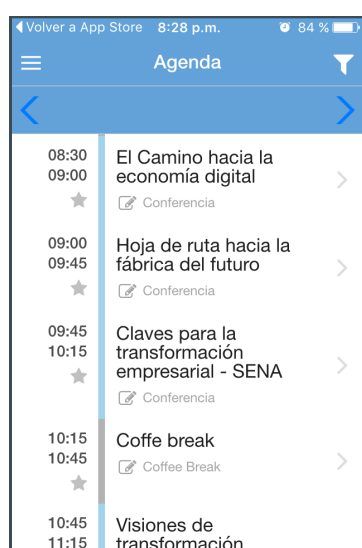 Volver a App Store 8:28 p.m. 84 %
Agenda
08:30 El Camino hacia la
09:00 economía digital
Conferencia
09:00 Hoja de ruta hacia la
09:45 fábrica del futuro
Conferencia
09:45 Claves para la
10:15 transformación
empresarial - SENA
Conferencia
10:15 Coffe break
10:45 Coffee Break
10:45 Visiones de
11:15 transformación